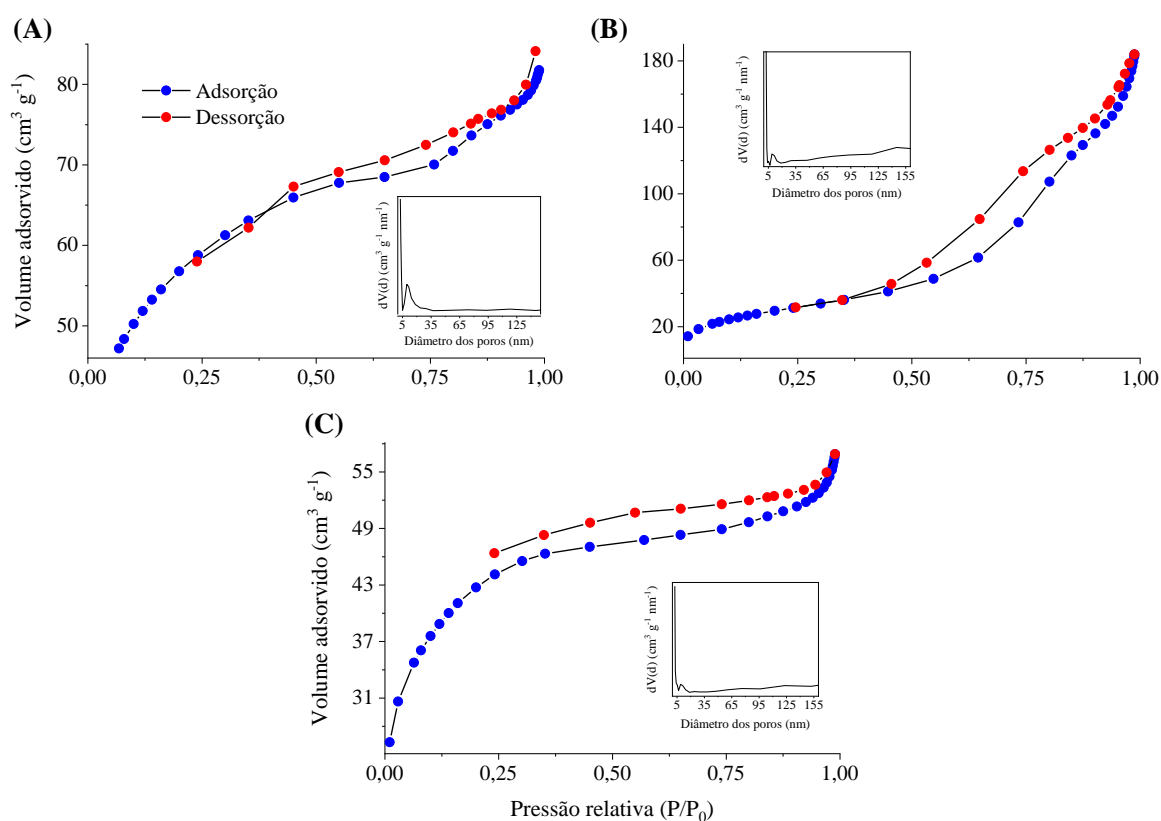 (A)
80
70
60
50
Volume adsorvido (cm³ g⁻¹)
Adsorção
Dessorção
dV(d) (cm³ g⁻¹ nm⁻¹)
5 35 65 95 125
Diâmetro dos poros (nm)
0,00 0,25 0,50 0,75 1,00
(B)
180
140
100
60
20
dV(d) (cm³ g⁻¹ nm⁻¹)
5 35 65 95 125 155
Diâmetro dos poros (nm)
0,00 0,25 0,50 0,75 1,00
(C)
55
49
43
37
31
Volume adsorvido (cm³ g⁻¹)
dV(d) (cm³ g⁻¹ nm⁻¹)
5 35 65 95 125 155
Diâmetro dos poros (nm)
0,00 0,25 0,50 0,75 1,00
Pressão relativa (P/P₀)